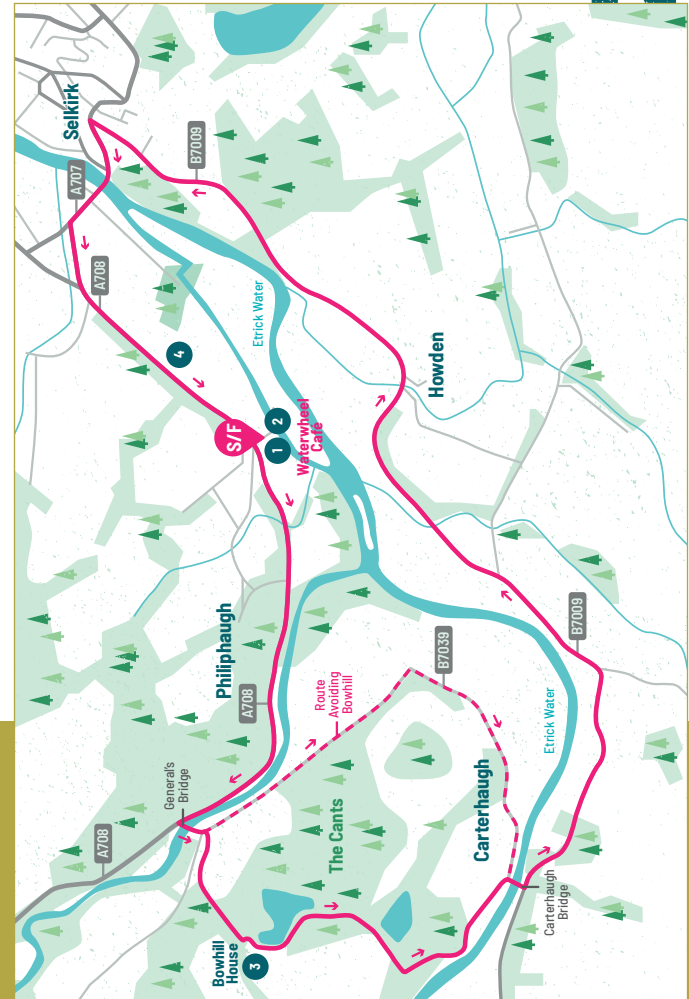 Selkirk
A707
B7009
A708
4
Etrick Water
S/F
1
2
Waterwheel
Café
Howden
Philiphaugh
A708
B7039
B7009
Route
Avoiding
Bowhill
Etrick Water
General's
Bridge
A708
The Cants
Carterhaugh
Carterhaugh
Bridge
Bowhill
House
3